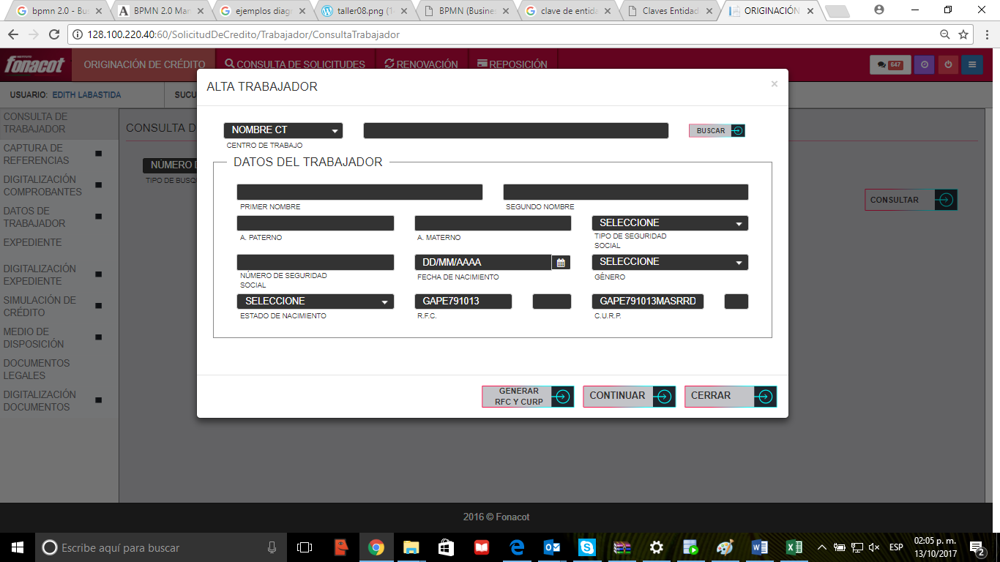 bpmn 2.0 - Bu
BPMN 2.0 Man
ejemplos diagr
taller08.png (1
BPMN (Busine
clave de entida
Claves Entidad
ORIGINACIÓN
128.100.220.40:60/SolicitudDeCredito/Trabajador/ConsultaTrabajador
fonacot
ORIGINACIÓN DE CRÉDITO
CONSULTA DE SOLICITUDES
RENOVACIÓN
REPOSICIÓN
647
USUARIO: EDITH LABASTIDA
SUCU
CONSULTA DE
TRABAJADOR
CAPTURA DE
REFERENCIAS
DIGITALIZACIÓN
COMPROBANTES
DATOS DE
TRABAJADOR
EXPEDIENTE
DIGITALIZACIÓN
EXPEDIENTE
SIMULACIÓN DE
CRÉDITO
MEDIO DE
DISPOSICIÓN
DOCUMENTOS
LEGALES
DIGITALIZACIÓN
DOCUMENTOS
CONSULTA D
NÚMERO D
TIPO DE BUSQ
CONSULTAR
ALTA TRABAJADOR
×
NOMBRE CT
CENTRO DE TRABAJO
BUSCAR
DATOS DEL TRABAJADOR
PRIMER NOMBRE
SEGUNDO NOMBRE
A. PATERNO
A. MATERNO
SELECCIONE
TIPO DE SEGURIDAD
SOCIAL
NÚMERO DE SEGURIDAD
SOCIAL
DD/MM/AAAA
FECHA DE NACIMIENTO
SELECCIONE
GÉNERO
SELECCIONE
ESTADO DE NACIMIENTO
GAPE791013
R.F.C.
GAPE791013MASRRD
C.U.R.P.
GENERAR
RFC Y CURP
CONTINUAR
CERRAR
2016 © Fonacot
Escribe aquí para buscar
ESP
02:05 p. m.
13/10/2017
2